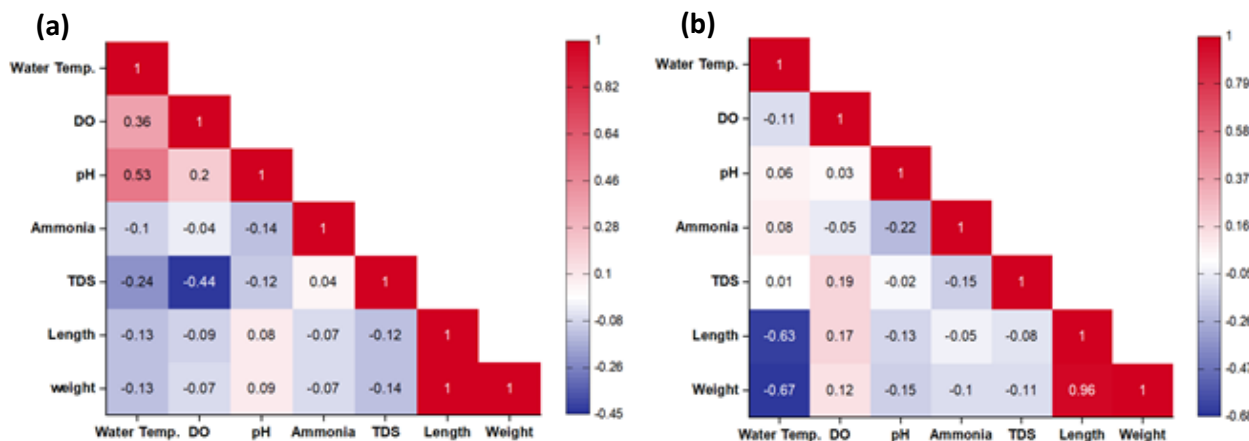 (a)
Water Temp. 1
DO 0.36 1
pH 0.53 0.2 1
Ammonia -0.1 -0.04 -0.14 1
TDS -0.24 -0.44 -0.12 0.04 1
Length -0.13 -0.09 0.08 -0.07 -0.12 1
weight -0.13 -0.07 0.09 -0.07 -0.14 1 1
Water Temp. DO pH Ammonia TDS Length Weight
1
0.82
0.64
0.46
0.28
0.1
-0.08
-0.26
-0.45
(b)
Water Temp. 1
DO -0.11 1
pH 0.06 0.03 1
Ammonia 0.08 -0.05 -0.22 1
TDS 0.01 0.19 -0.02 -0.15 1
Length -0.63 0.17 -0.13 -0.05 -0.08 1
Weight -0.67 0.12 -0.15 -0.1 -0.11 0.96 1
Water Temp. DO pH Ammonia TDS Length Weight
1
0.79
0.58
0.37
0.16
-0.05
-0.26
-0.47
-0.68